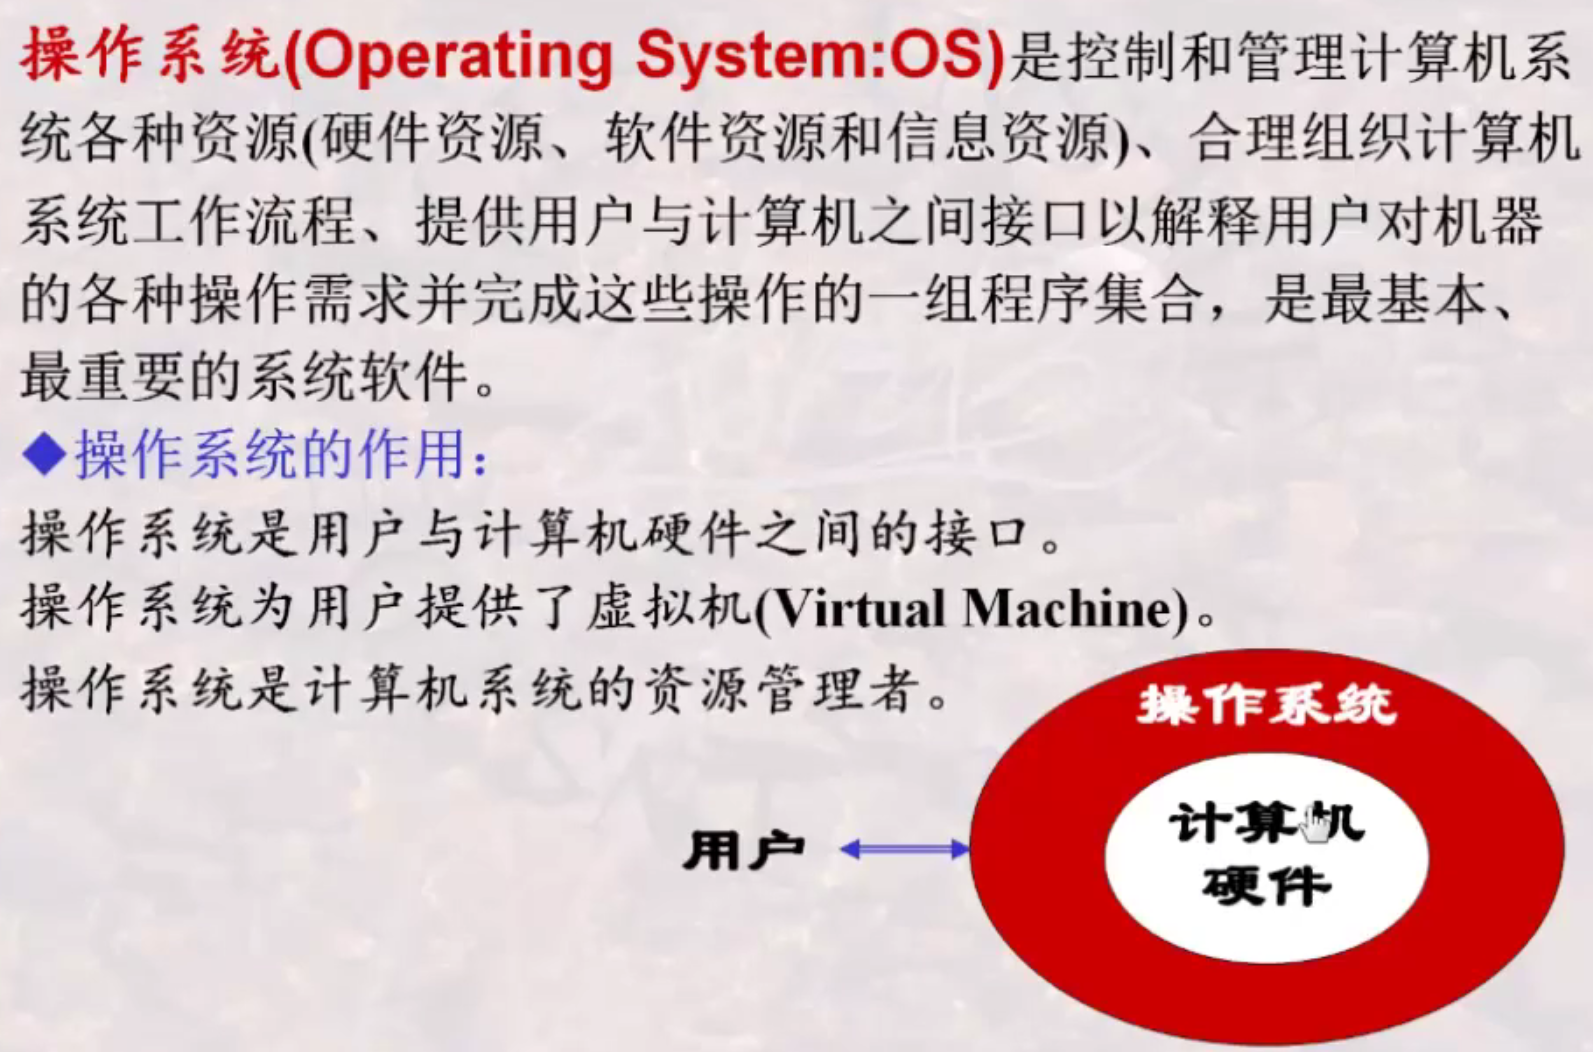 操作系统(Operating System:OS)是控制和管理计算机系
统各种资源(硬件资源、软件资源和信息资源)、合理组织计算机
系统工作流程、提供用户与计算机之间接口以解释用户对机器
的各种操作需求并完成这些操作的一组程序集合，是最基本、
最重要的系统软件。
◆操作系统的作用：
操作系统是用户与计算机硬件之间的接口。
操作系统为用户提供了虚拟机(Virtual Machine)。
操作系统是计算机系统的资源管理者。
操作系统
计算机
硬件
用户